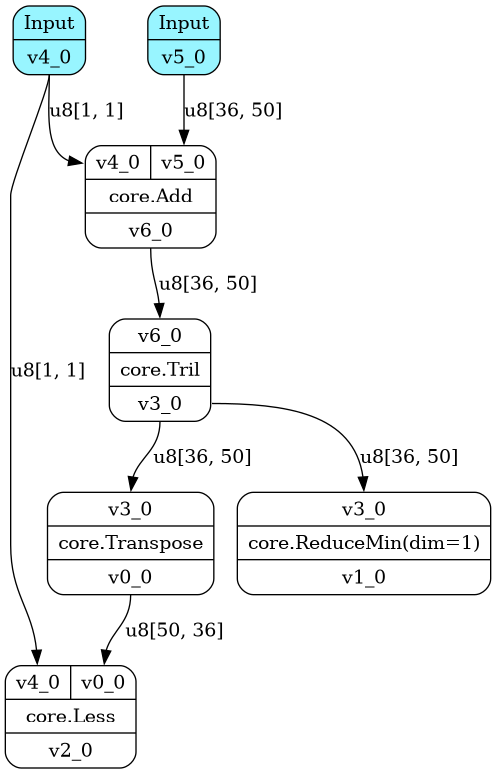 Input
v4_0
Input
v5_0
u8[1, 1]
u8[36, 50]
v4_0
v5_0
core.Add
v6_0
u8[36, 50]
v6_0
core.Tril
v3_0
u8[1, 1]
u8[36, 50]
u8[36, 50]
v3_0
core.Transpose
v0_0
v3_0
core.ReduceMin(dim=1)
v1_0
u8[50, 36]
v4_0
v0_0
core.Less
v2_0